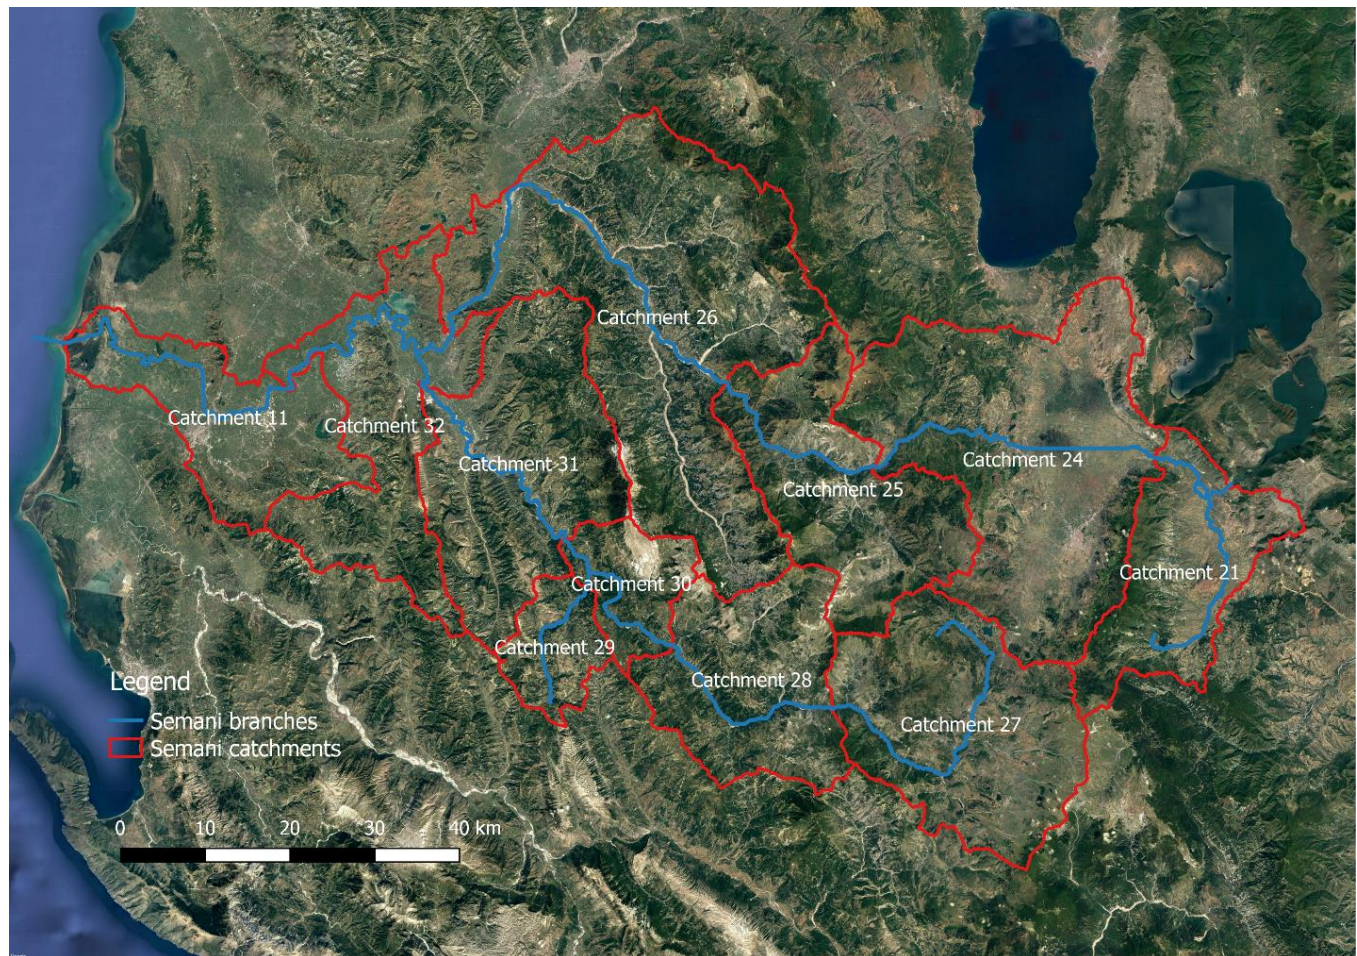 Catchment 26
Catchment 11
Catchment 32
Catchment 31
Catchment 24
Catchment 25
Catchment 30
Catchment 21
Catchment 29
Catchment 28
Catchment 27
Legend
Semani branches
Semani catchments
0 10 20 30 40 km